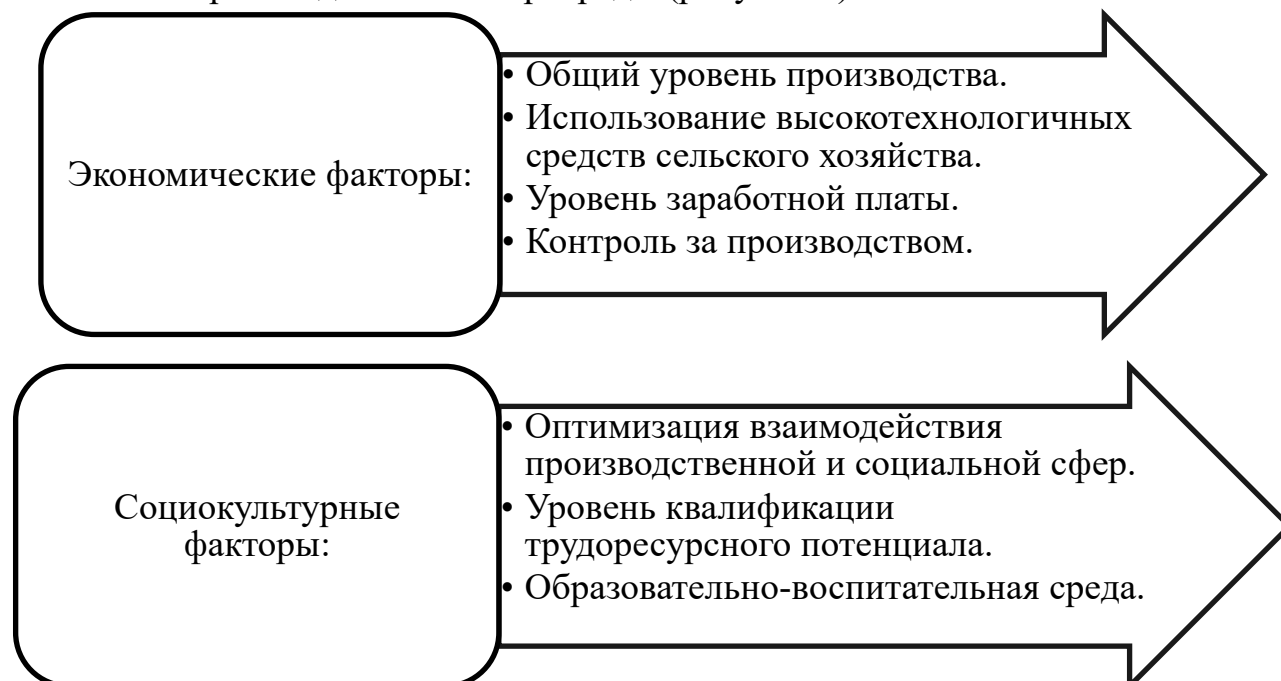 Экономические факторы:
• Общий уровень производства.
• Использование высокотехнологичных
средств сельского хозяйства.
• Уровень заработной платы.
• Контроль за производством.
Социокультурные
факторы:
• Оптимизация взаимодействия
производственной и социальной сфер.
• Уровень квалификации
трудоресурсного потенциала.
• Образовательно-воспитательная среда.